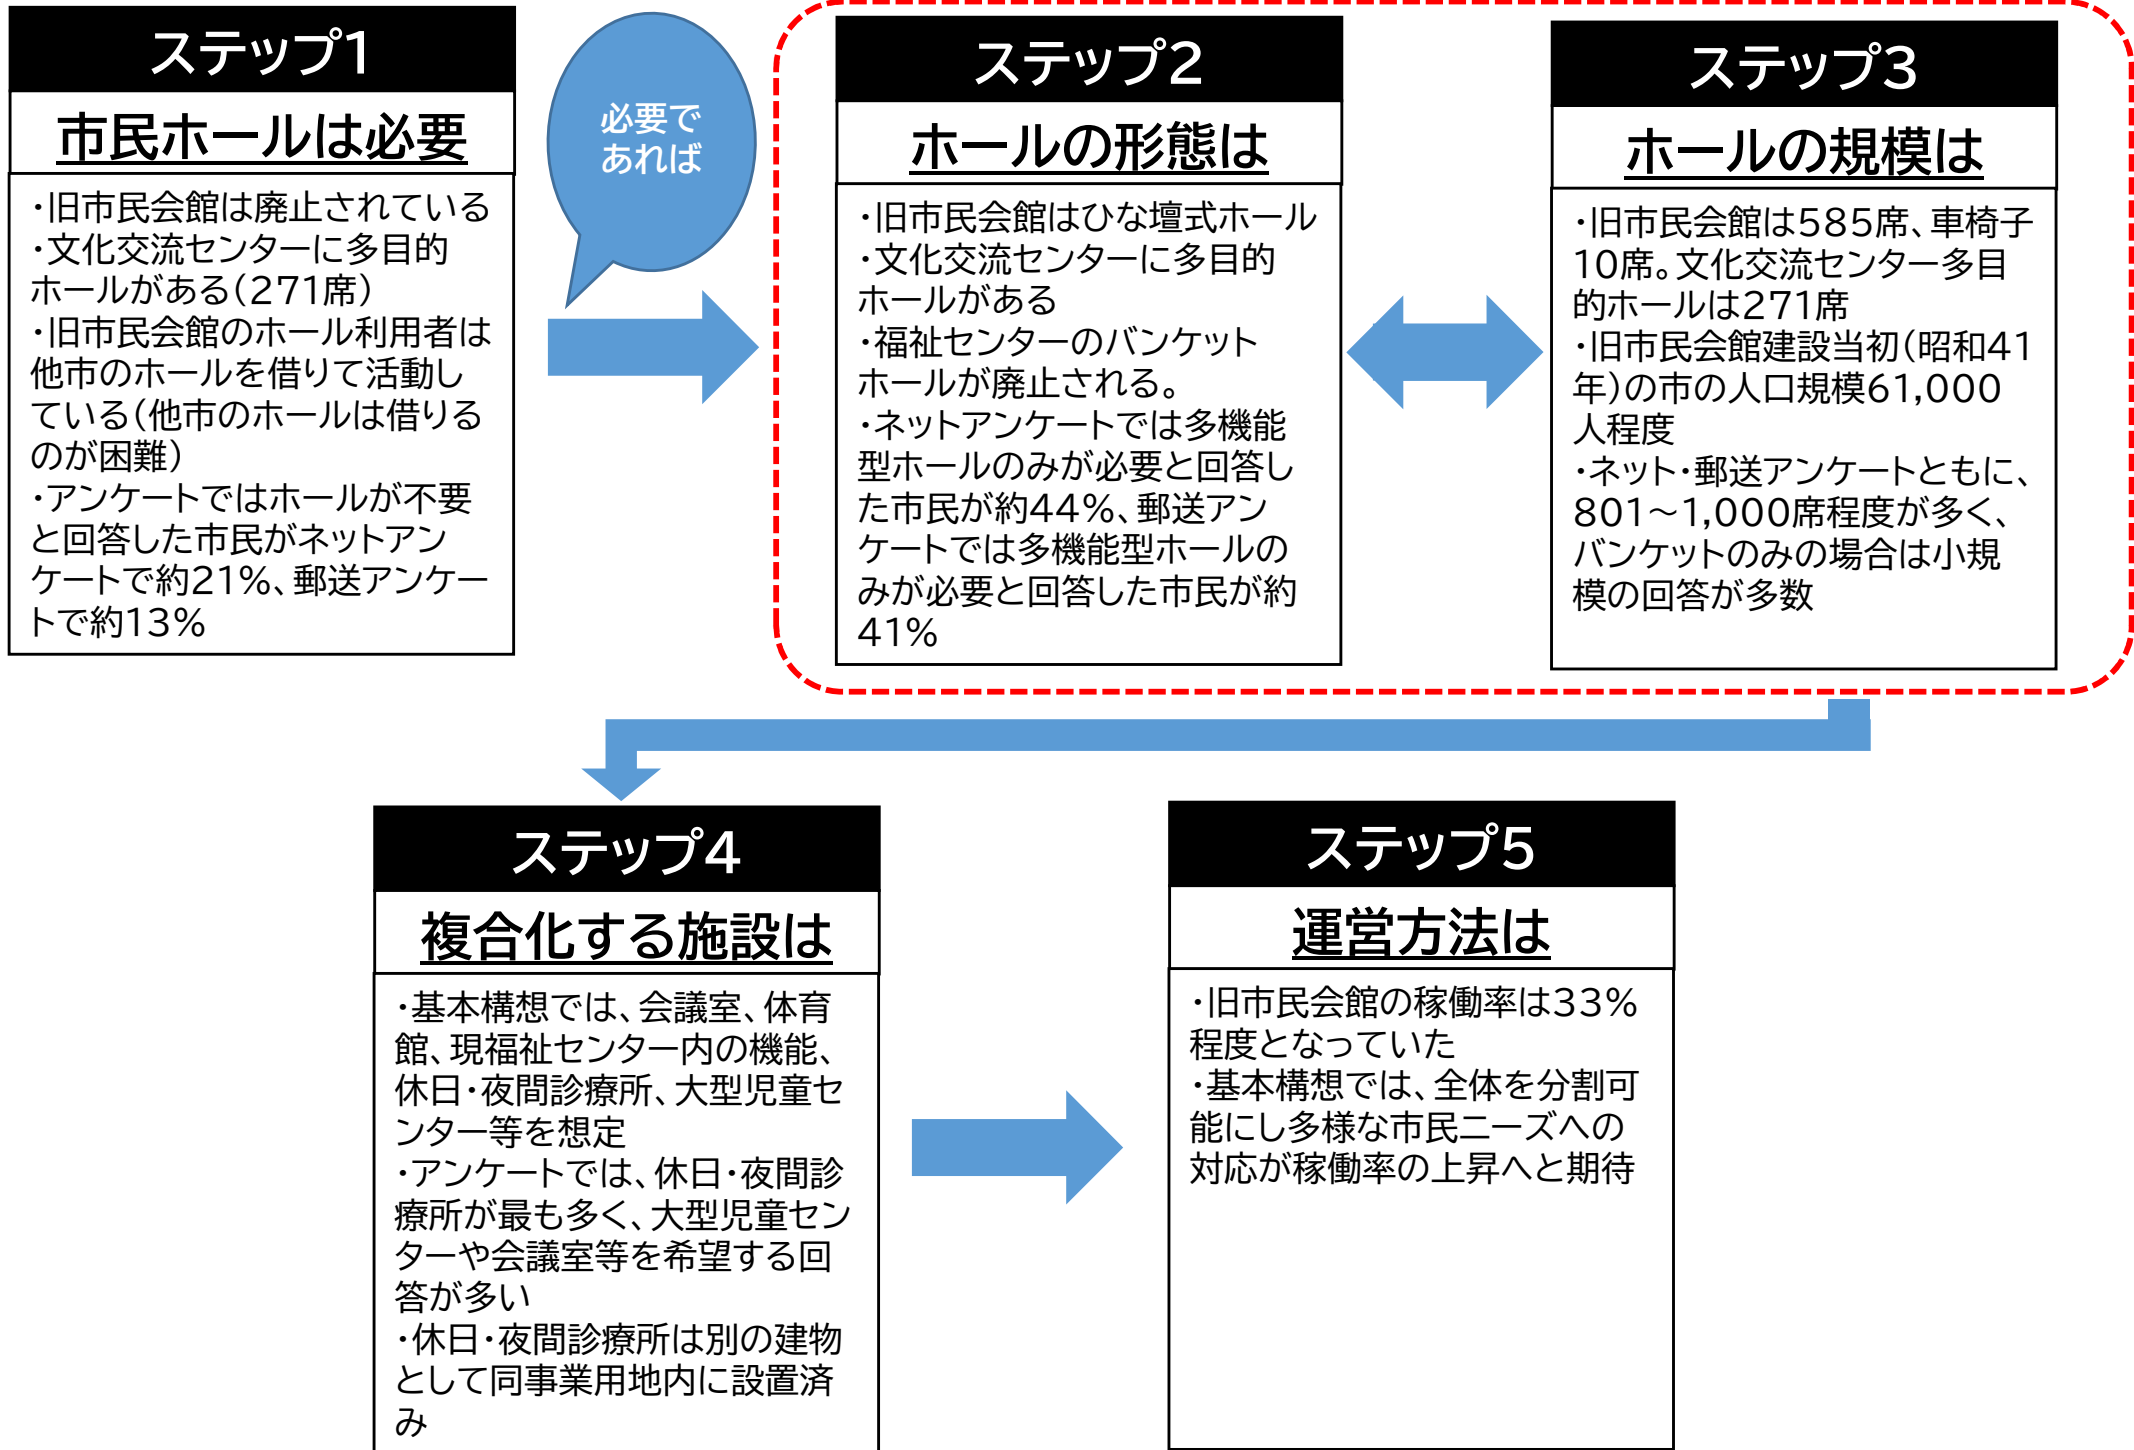 ステップ1
市民ホールは必要
・旧市民会館は廃止されている
・文化交流センターに多目的
ホールがある(271席)
・旧市民会館のホール利用者は
他市のホールを借りて活動し
ている(他市のホールは借りる
のが困難)
・アンケートではホールが不要
と回答した市民がネットアン
ケートで約21%、郵送アンケー
トで約13%
必要で
あれば
ステップ2
ホールの形態は
・旧市民会館はひな壇式ホール
・文化交流センターに多目的
ホールがある
・福祉センターのバンケット
ホールが廃止される。
・ネットアンケートでは多機能
型ホールのみが必要と回答し
た市民が約44%、郵送アン
ケートでは多機能型ホールの
みが必要と回答した市民が約
41%
ステップ3
ホールの規模は
・旧市民会館は585席、車椅子
10席。文化交流センター多目
的ホールは271席
・旧市民会館建設当初(昭和41
年)の市の人口規模61,000
人程度
・ネット・郵送アンケートともに、
801~1,000席程度が多く、
バンケットのみの場合は小規
模の回答が多数
ステップ4
複合化する施設は
・基本構想では、会議室、体育
館、現福祉センター内の機能、
休日・夜間診療所、大型児童セ
ンター等を想定
・アンケートでは、休日・夜間診
療所が最も多く、大型児童セン
ターや会議室等を希望する回
答が多い
・休日・夜間診療所は別の建物
として同事業用地内に設置済
み
ステップ5
運営方法は
・旧市民会館の稼働率は33%
程度となっていた
・基本構想では、全体を分割可
能にし多様な市民ニーズへの
対応が稼働率の上昇へと期待